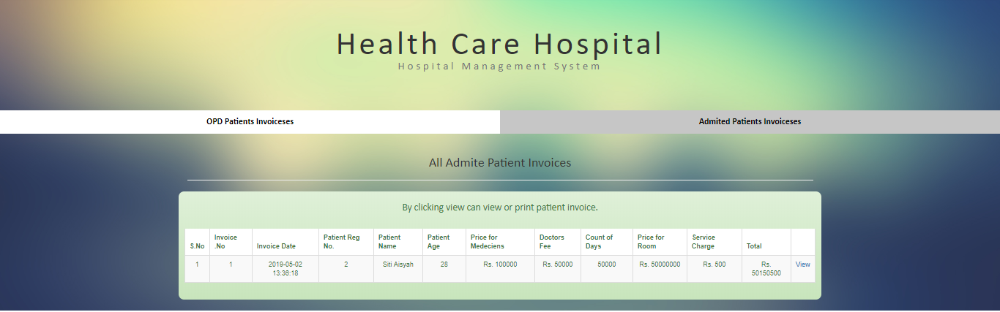 Health Care Hospital
Hospital Management System
OPD Patients Invoiceses
Admited Patients Invoiceses
All Admite Patient Invoices
By clicking view can view or print patient invoice.
S.No Invoice .No Invoice Date Patient Reg No. Patient Name Patient Age Price for Medeciens Doctors Fee Count of Days Price for Room Service Charge Total
1 1 2019-05-02 13:36:18 2 Siti Aisyah 28 Rs. 100000 Rs. 50000 50000 Rs. 50000000 Rs. 500 Rs. 50150500 View